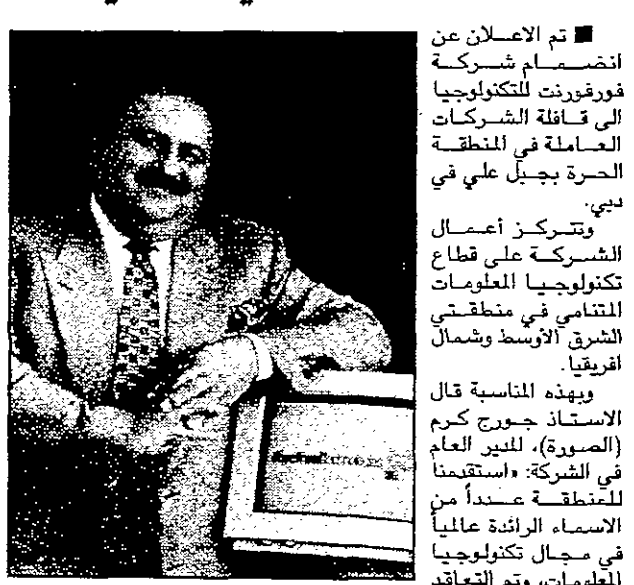 ■ تم الاعلان عن
انضمام شركة
فورفرنت للتكنولوجيا
الى قافلة الشركات
العاملة في المنطقة
الحرة بجبل علي في
دبي.
وتتركز أعمال
الشركة على قطاع
تكنولوجيا المعلومات
المتنامي في منطقتي
الشرق الأوسط وشمال
افريقيا.
وبهذه المناسبة قال
الاستاذ جورج كرم
(الصورة)، المدير العام
في الشركة: «استقدمنا
للمنطقة عدداً من
الاسماء الرائدة عالمياً
في مجال تكنولوجيا
المعلومات، وتم التعاقد